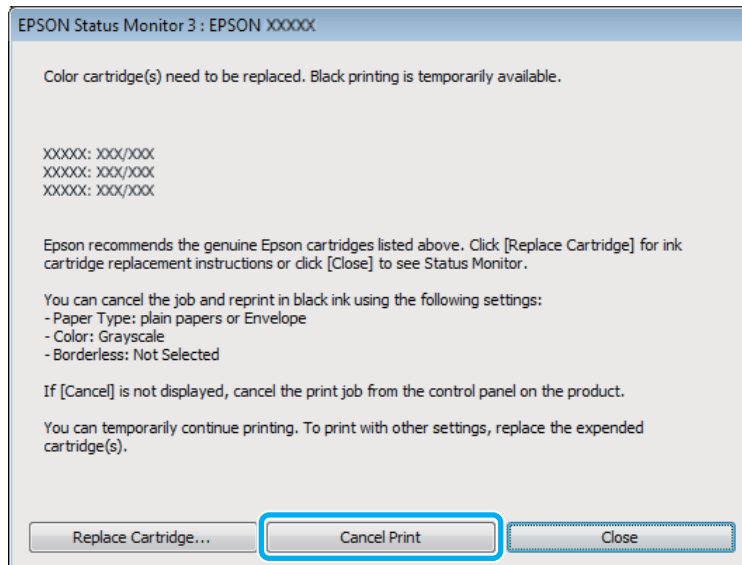 EPSON Status Monitor 3 : EPSON XXXXX
Color cartridge(s) need to be replaced. Black printing is temporarily available.
XXXXX: XXX/XXX
XXXXX: XXX/XXX
XXXXX: XXX/XXX
Epson recommends the genuine Epson cartridges listed above. Click [Replace Cartridge] for ink
cartridge replacement instructions or click [Close] to see Status Monitor.
You can cancel the job and reprint in black ink using the following settings:
- Paper Type: plain papers or Envelope
- Color: Grayscale
- Borderless: Not Selected
If [Cancel] is not displayed, cancel the print job from the control panel on the product.
You can temporarily continue printing. To print with other settings, replace the expended
cartridge(s).
Replace Cartridge... Cancel Print Close